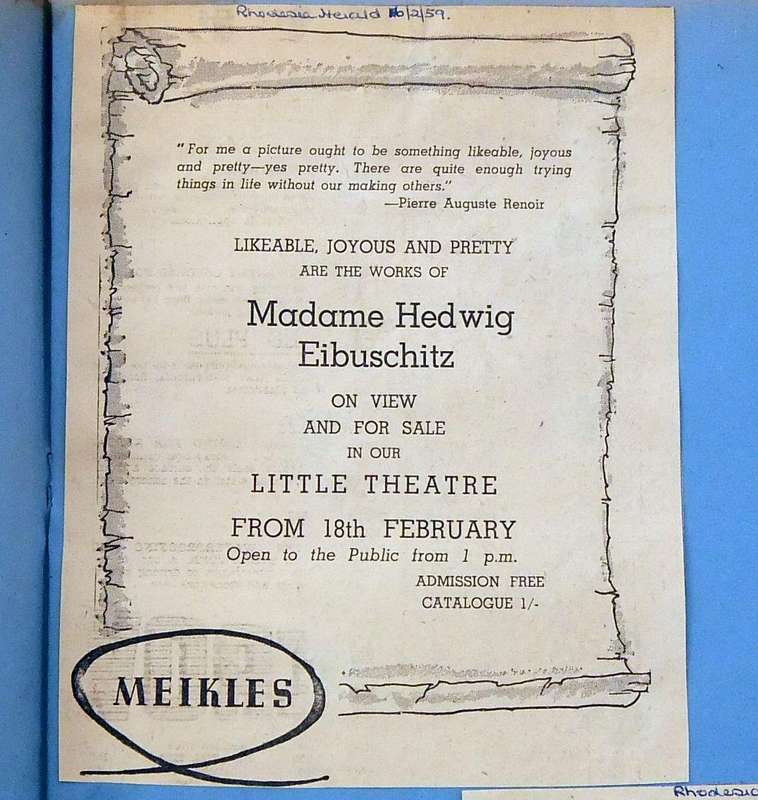 Rhodesia Herald 16/2/59.
"For me a picture ought to be something likeable, joyous
and pretty—yes pretty. There are quite enough trying
things in life without our making others."
—Pierre Auguste Renoir
LIKEABLE, JOYOUS AND PRETTY
ARE THE WORKS OF
Madame Hedwig
Eibuschitz
ON VIEW
AND FOR SALE
IN OUR
LITTLE THEATRE
FROM 18th FEBRUARY
Open to the Public from 1 p.m.
ADMISSION FREE
CATALOGUE 1/-
MEIKLES
Rhodesia